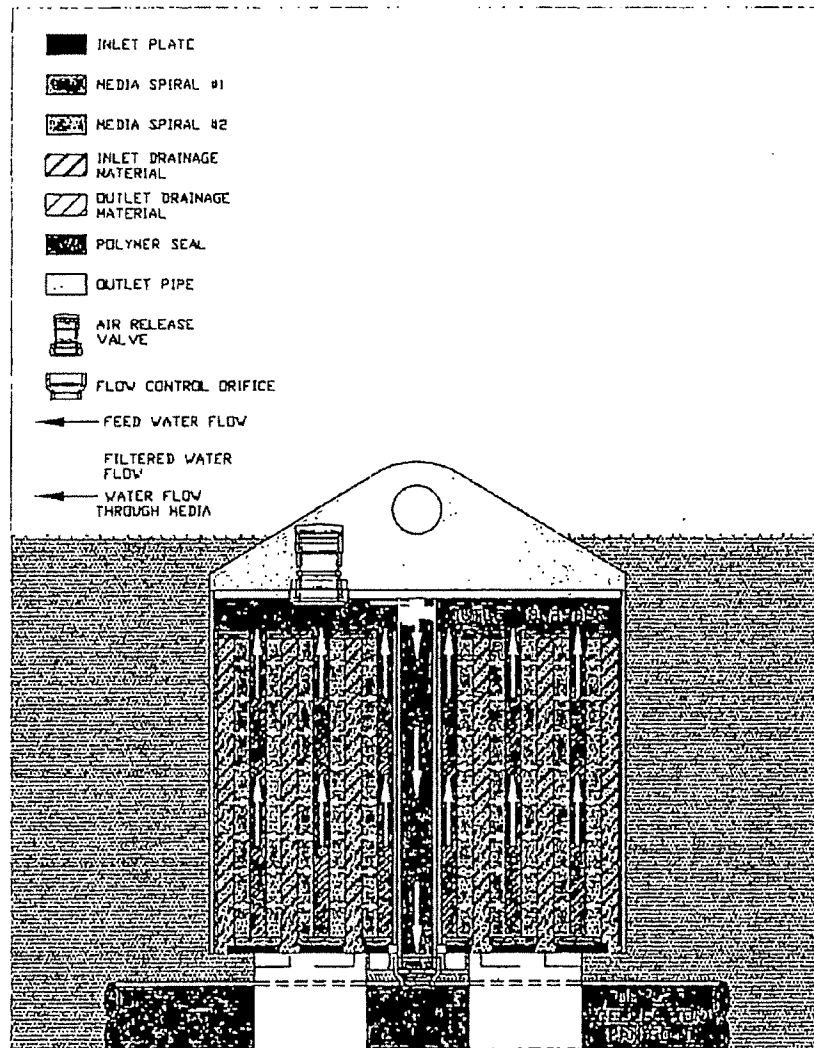 INLET PLATE
MEDIA SPIRAL #1
MEDIA SPIRAL #2
INLET DRAINAGE
MATERIAL
OUTLET DRAINAGE
MATERIAL
POLYMER SEAL
OUTLET PIPE
AIR RELEASE
VALVE
FLOW CONTROL ORIFICE
FEED WATER FLOW
FILTERED WATER
FLOW
WATER FLOW
THROUGH MEDIA